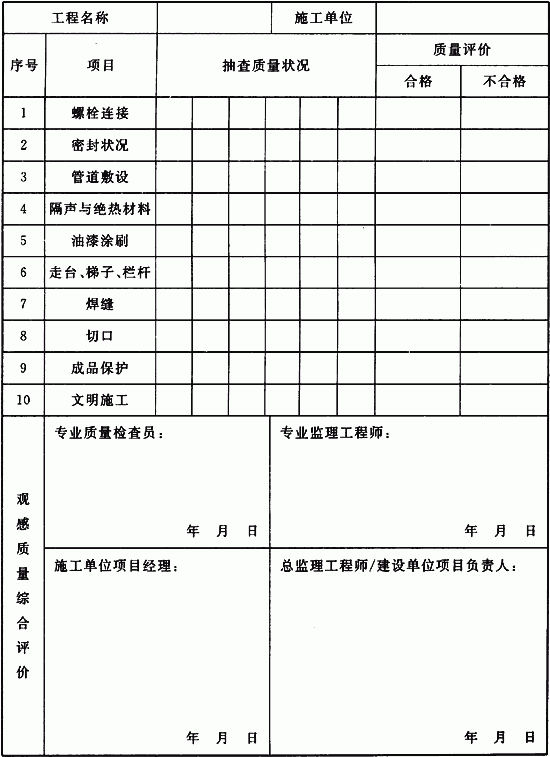 工程名称 施工单位
序号 项目 抽查质量状况 质量评价
合格 不合格
1 螺栓连接
2 密封状况
3 管道敷设
4 隔声与绝热材料
5 油漆涂刷
6 走台、梯子、栏杆
7 焊缝
8 切口
9 成品保护
10 文明施工
观感质量综合评价
专业质量检查员：
年 月 日
专业监理工程师：
年 月 日
施工单位项目经理：
年 月 日
总监理工程师/建设单位项目负责人：
年 月 日